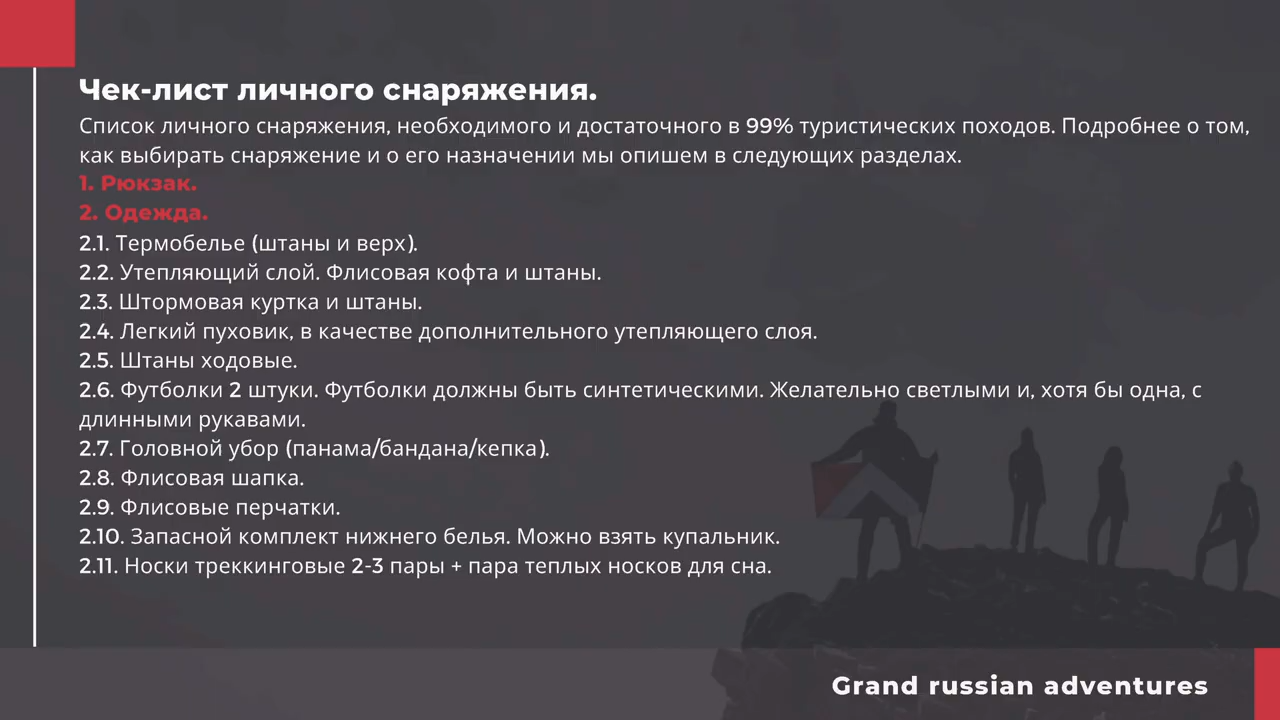 Чек-лист личного снаряжения.
Список личного снаряжения, необходимого и достаточного в 99% туристических походов. Подробнее о том,
как выбирать снаряжение и о его назначении мы опишем в следующих разделах.
1. Рюкзак.
2. Одежда.
2.1. Термобелье (штаны и верх).
2.2. Утепляющий слой. Флисовая кофта и штаны.
2.3. Штормовая куртка и штаны.
2.4. Легкий пуховик, в качестве дополнительного утепляющего слоя.
2.5. Штаны ходовые.
2.6. Футболки 2 штуки. Футболки должны быть синтетическими. Желательно светлыми и, хотя бы одна, с
длинными рукавами.
2.7. Головной убор (панама/бандана/кепка).
2.8. Флисовая шапка.
2.9. Флисовые перчатки.
2.10. Запасной комплект нижнего белья. Можно взять купальник.
2.11. Носки треккинговые 2-3 пары + пара теплых носков для сна.
Grand russian adventures